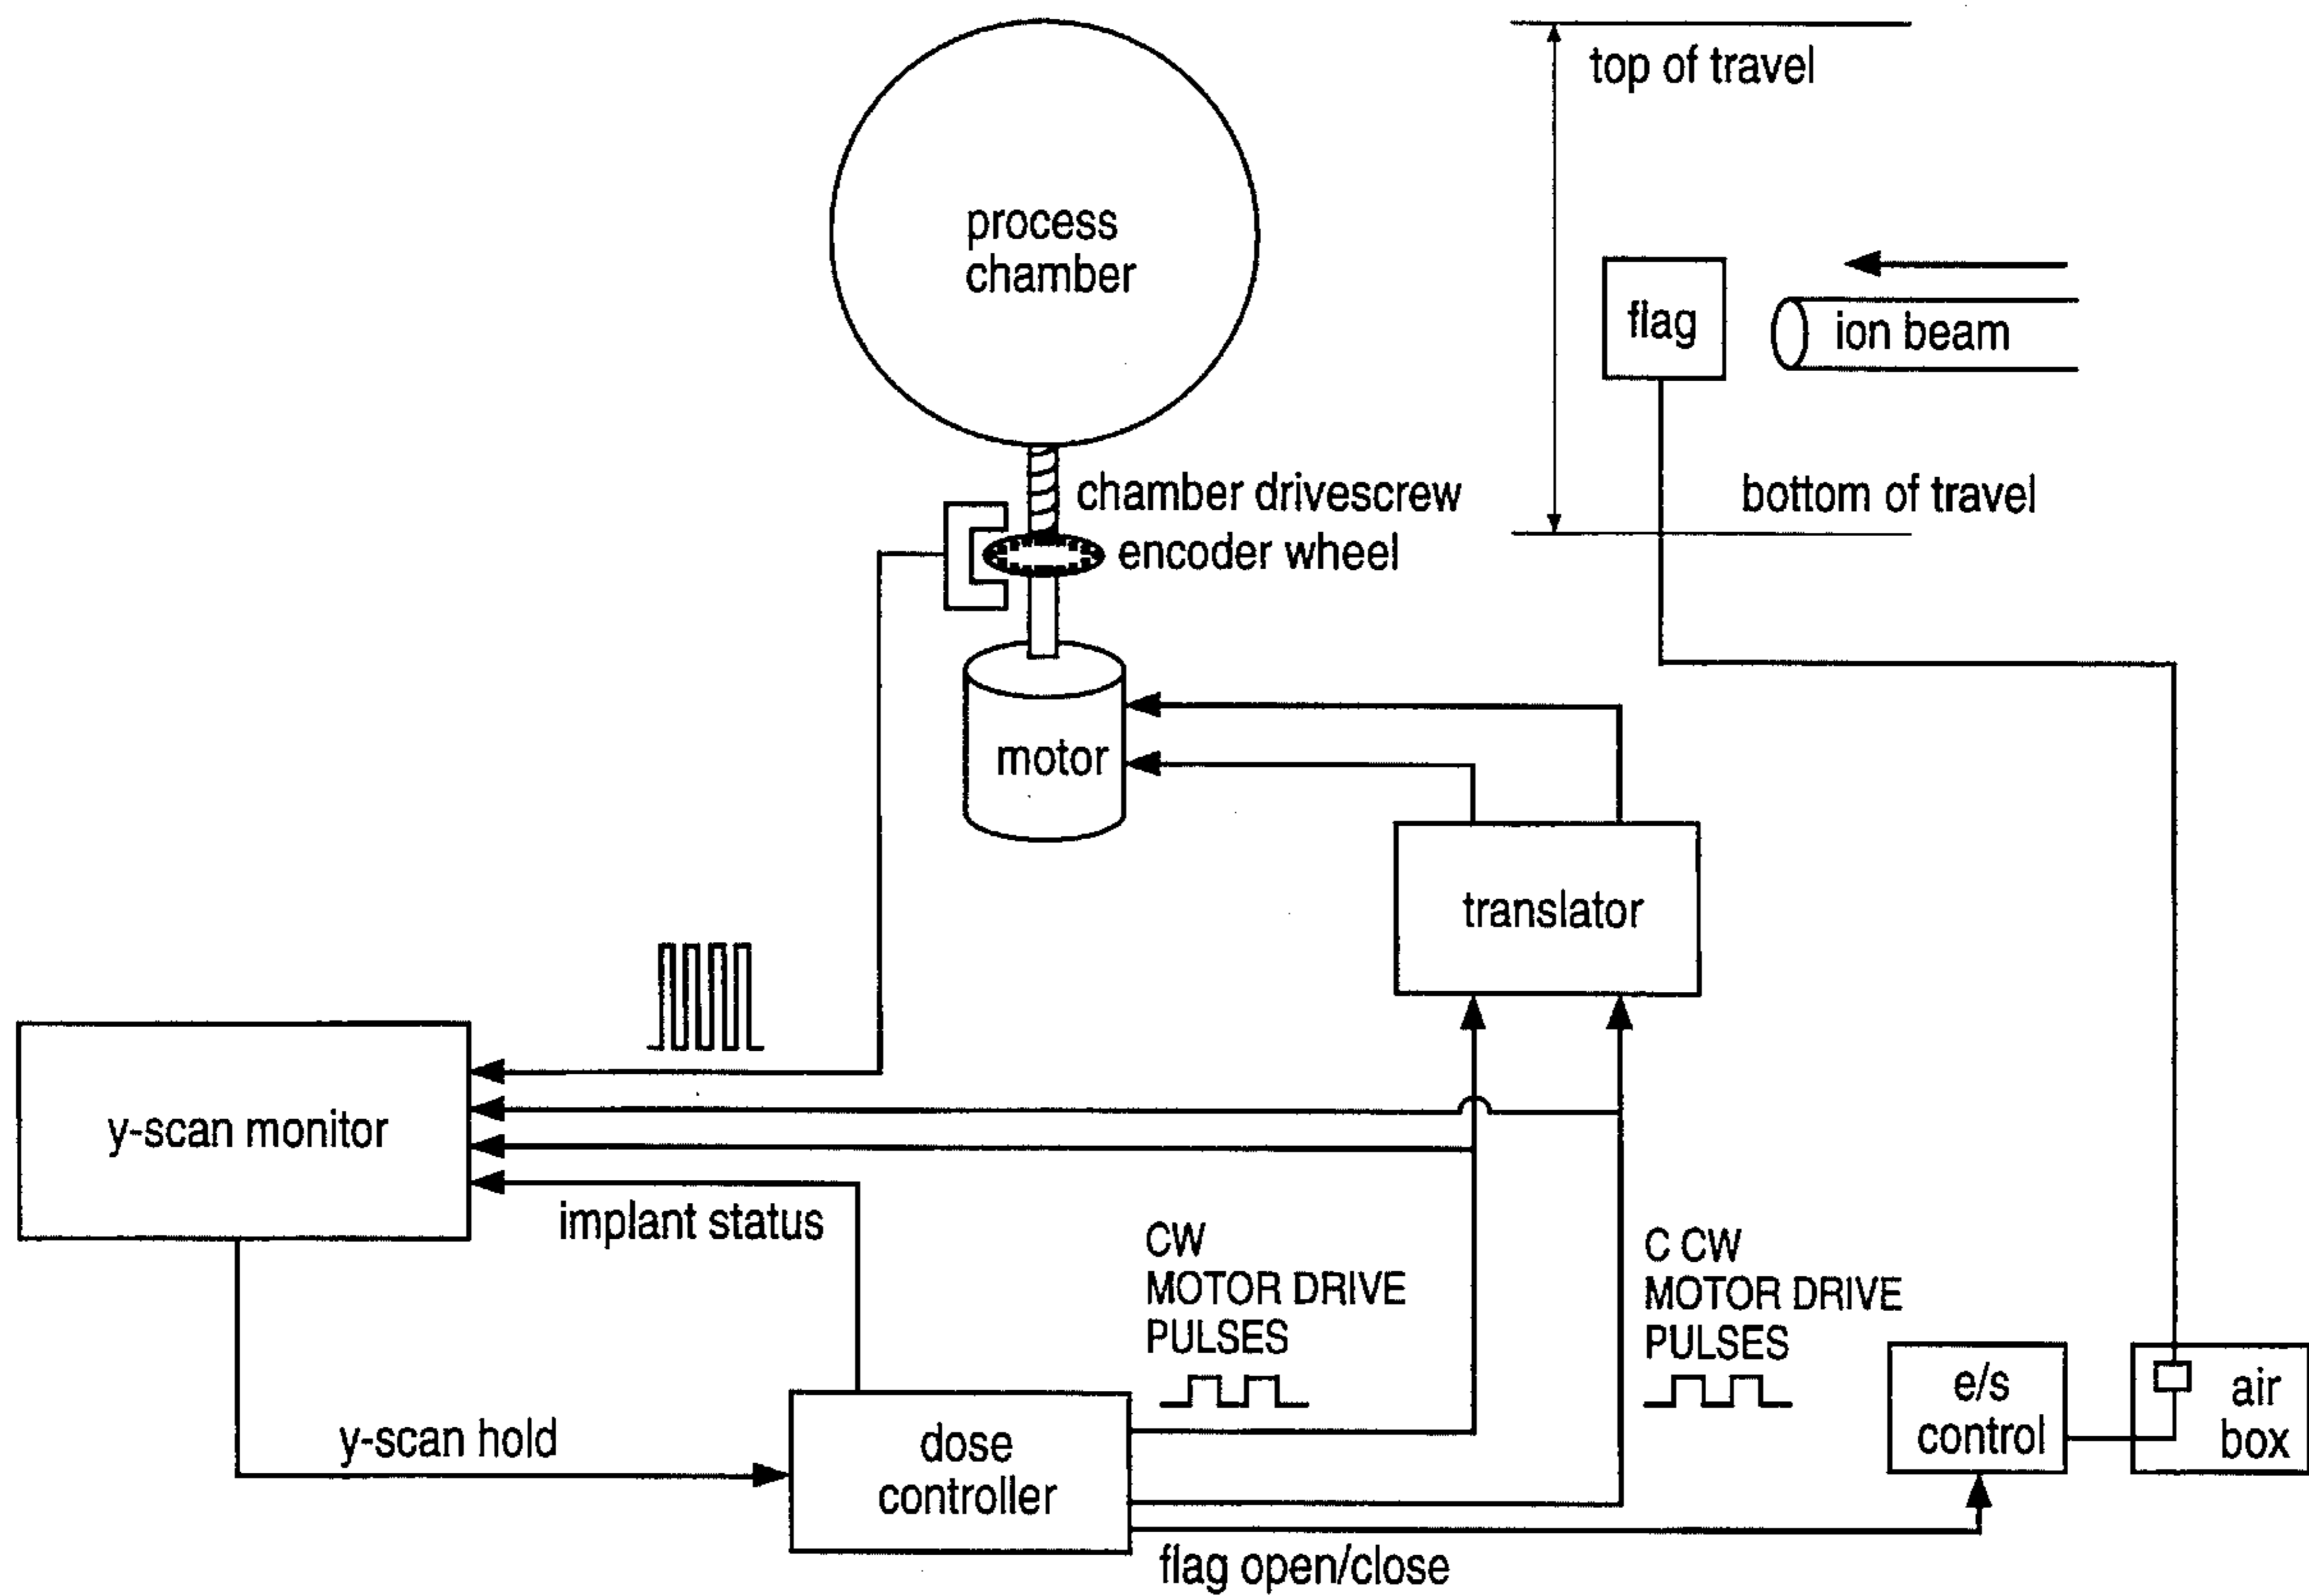 top of travel
process
chamber
flag
ion beam
chamber drivescrew
bottom of travel
encoder wheel
motor
translator
y-scan monitor
implant status
CW
MOTOR DRIVE
PULSES
C CW
MOTOR DRIVE
PULSES
y-scan hold
dose
controller
e/s
control
air
box
flag open/close